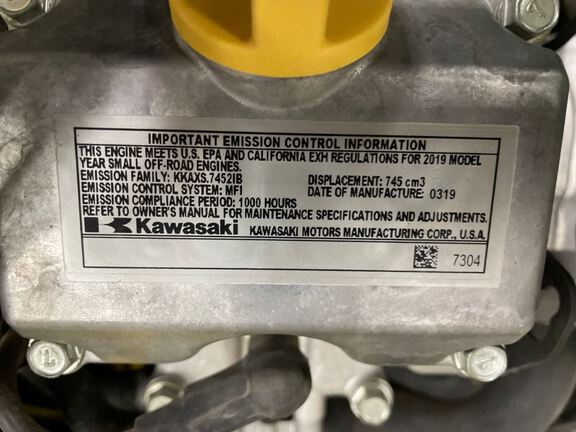 IMPORTANT EMISSION CONTROL INFORMATION
THIS ENGINE MEETS U.S. EPA AND CALIFORNIA EXH REGULATIONS FOR 2019 MODEL
YEAR SMALL OFF-ROAD ENGINES.
EMISSION FAMILY: KKAXS.7452IB DISPLACEMENT: 745 cm3
EMISSION CONTROL SYSTEM: MFI DATE OF MANUFACTURE: 0319
EMISSION COMPLIANCE PERIOD: 1000 HOURS
REFER TO OWNER'S MANUAL FOR MAINTENANCE SPECIFICATIONS AND ADJUSTMENTS.
Kawasaki KAWASAKI MOTORS MANUFACTURING CORP., U.S.A.
7304